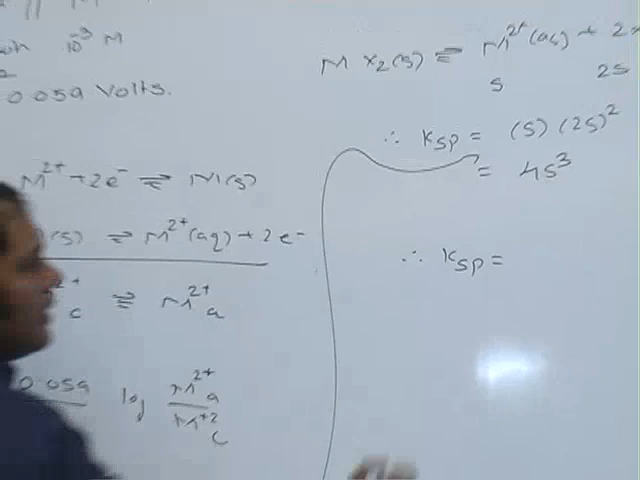 // M
10⁻³ M
0.059 Volts.
M²⁺ + 2e⁻ ⇌ M(s)
(s) ⇌ M²⁺(aq) + 2e⁻
²⁺c ⇌ M²⁺a
0.059 log M²⁺a
M⁺²c
M X₂(s) ⇌ M²⁺(aq) + 2
s 2s
∴ Ksp = (s) (2s)²
= 4s³
∴ Ksp =